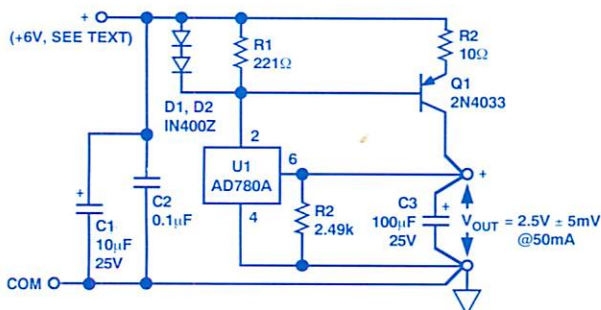 +
(+6V, SEE TEXT)
R1
221Ω
R2
10Ω
Q1
2N4033
D1, D2
IN400Z
2
U1
AD780A
6
4
+
C1
10μF
25V
C2
0.1μF
R2
2.49k
C3
100μF
25V
+
+
VOUT = 2.5V ± 5mV
@50mA
COM